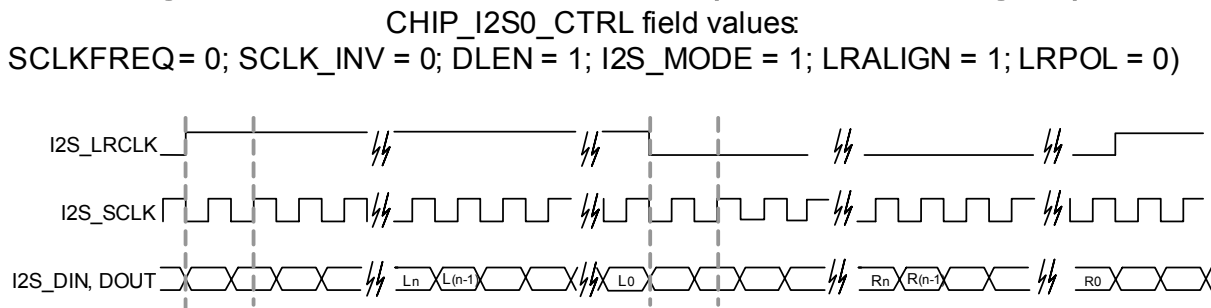 CHIP_I2S0_CTRL field values:
SCLKFREQ = 0; SCLK_INV = 0; DLEN = 1; I2S_MODE = 1; LRALIGN = 1; LRPOL = 0)
I2S_LRCLK
I2S_SCLK
I2S_DIN, DOUT Ln L(n-1) L0 Rn R(n-1) R0